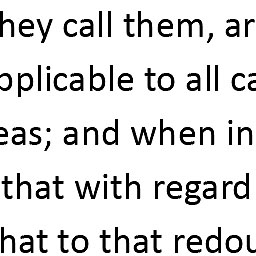 hey call them, ar
pplicable to all ca
eas; and when in
that with regard
hat to that redou